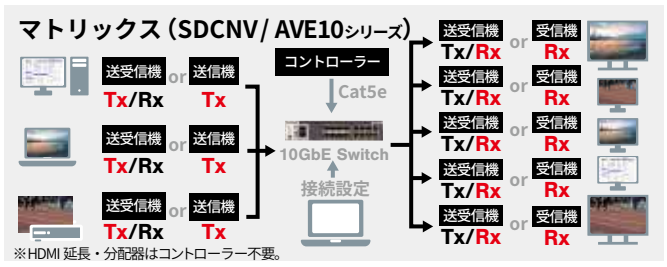 マトリックス(SDCNV/AVE10シリーズ)
コントローラー
Cat5e
10GbE Switch
接続設定
送受信機 or 送信機
Tx/Rx Tx
送受信機 or 送信機
Tx/Rx Tx
送受信機 or 送信機
Tx/Rx Tx
送受信機 or 受信機
Tx/Rx Rx
送受信機 or 受信機
Tx/Rx Rx
送受信機 or 受信機
Tx/Rx Rx
送受信機 or 受信機
Tx/Rx Rx
送受信機 or 受信機
Tx/Rx Rx
※HDMI延長・分配器はコントローラー不要。